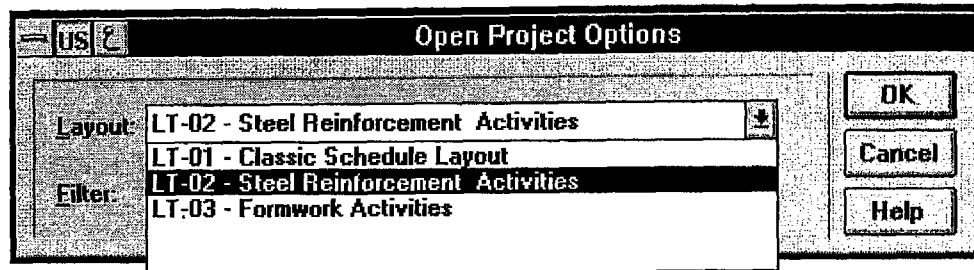 US ع
Open Project Options
Layout: LT-02 - Steel Reinforcement Activities
LT-01 - Classic Schedule Layout
LT-02 - Steel Reinforcement Activities
LT-03 - Formwork Activities
Filter:
OK
Cancel
Help